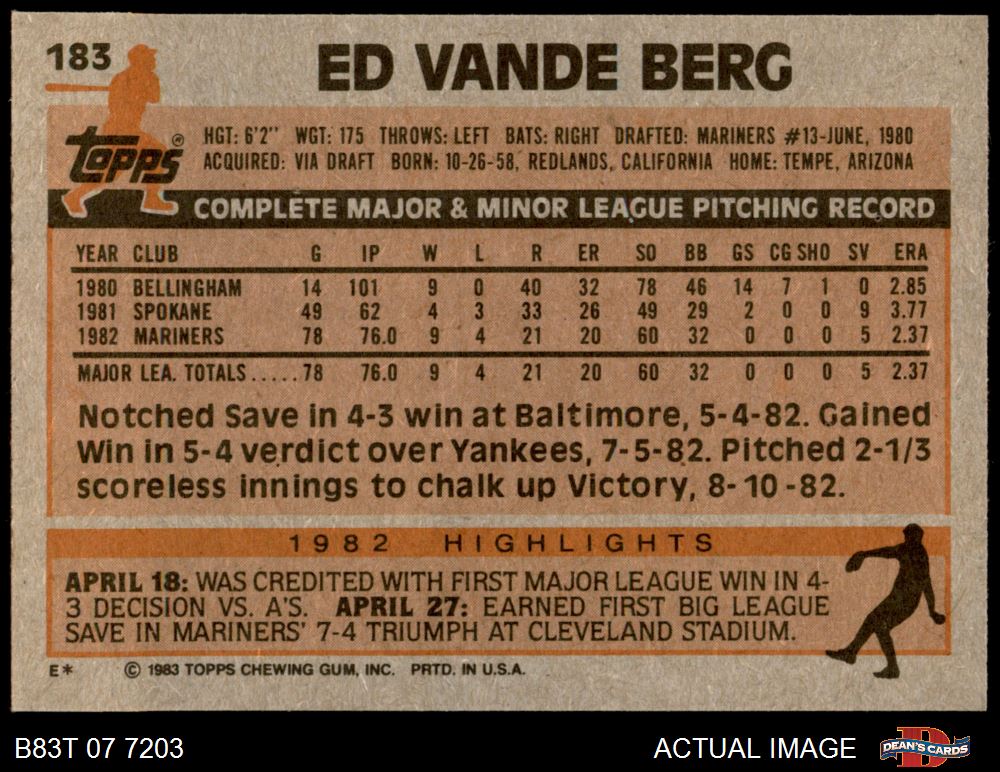 183
ED VANDE BERG
topps®
HGT: 6'2" WGT: 175 THROWS: LEFT BATS: RIGHT DRAFTED: MARINERS #13-JUNE, 1980
ACQUIRED: VIA DRAFT BORN: 10-26-58, REDLANDS, CALIFORNIA HOME: TEMPE, ARIZONA
COMPLETE MAJOR & MINOR LEAGUE PITCHING RECORD
YEAR CLUB G IP W L R ER SO BB GS CG SHO SV ERA
1980 BELLINGHAM 14 101 9 0 40 32 78 46 14 7 1 0 2.85
1981 SPOKANE 49 62 4 3 33 26 49 29 2 0 0 9 3.77
1982 MARINERS 78 76.0 9 4 21 20 60 32 0 0 0 5 2.37
MAJOR LEA. TOTALS.....78 76.0 9 4 21 20 60 32 0 0 0 5 2.37
Notched Save in 4-3 win at Baltimore, 5-4-82. Gained
Win in 5-4 verdict over Yankees, 7-5-82. Pitched 2-1/3
scoreless innings to chalk up Victory, 8-10-82.
1982 HIGHLIGHTS
APRIL 18: WAS CREDITED WITH FIRST MAJOR LEAGUE WIN IN 4-
3 DECISION VS. A'S. APRIL 27: EARNED FIRST BIG LEAGUE
SAVE IN MARINERS' 7-4 TRIUMPH AT CLEVELAND STADIUM.
E* © 1983 TOPPS CHEWING GUM, INC. PRTD. IN U.S.A.
B83T 07 7203 ACTUAL IMAGE D DEAN'S CARDS